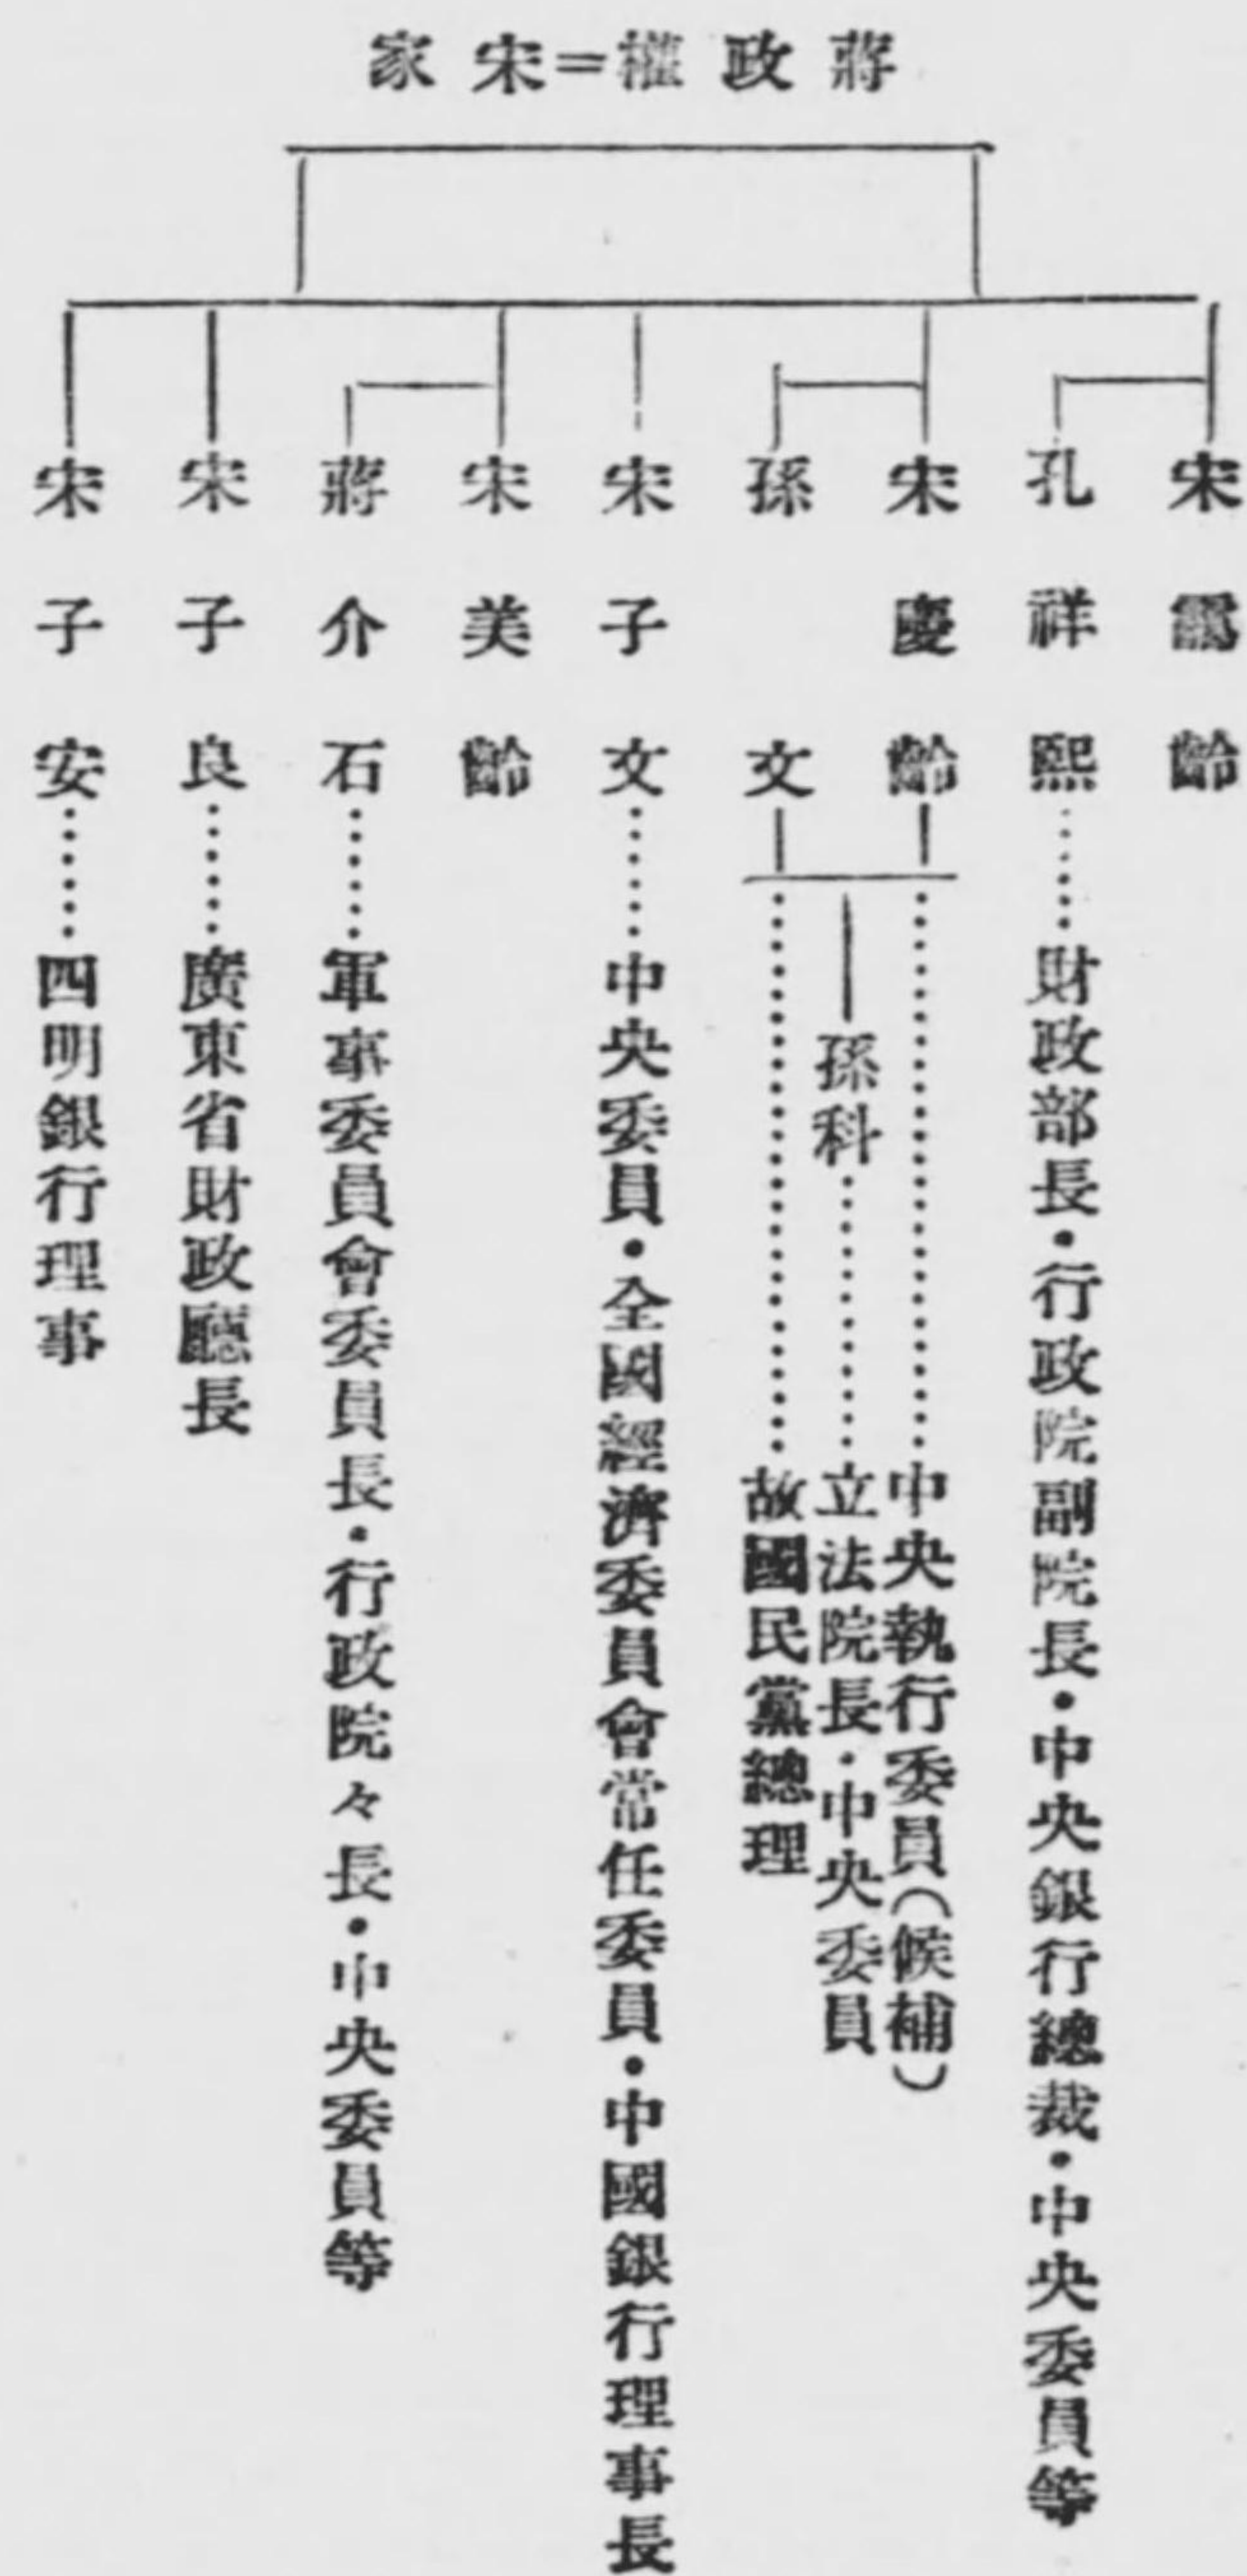 蔣政權=宋家
宋靄齡
孔祥熙……財政部長・行政院副院長・中央銀行總裁・中央委員等
宋慶齡……中央執行委員(候補)
孫科……立法院長・中央委員
孫文……故國民黨總理
宋子文……中央委員・全國經濟委員會常任委員・中國銀行理事長
宋美齡
蔣介石……軍事委員會委員長・行政院々長・中央委員等
宋子良……廣東省財政廳長
宋子安……四明銀行理事